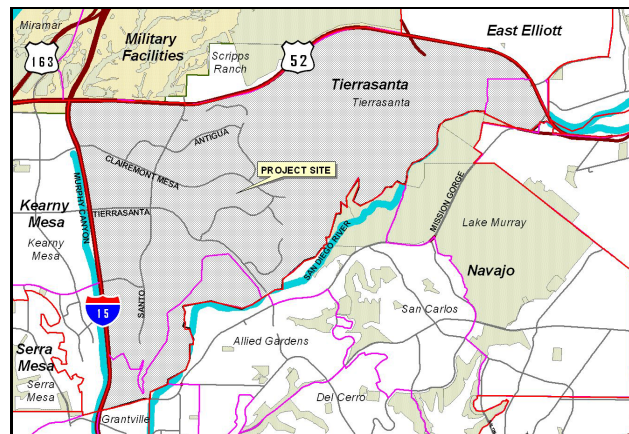 Miramar
163
Military
Facilities
Scripps
Ranch
52
East Elliott
Tierrasanta
Tierrasanta
ANTIGUA
CLAIREMONT MESA
PROJECT SITE
MURPHY CANYON
Kearny
Mesa
Kearny
Mesa
TIERRASANTA
SANTO
SAN DIEGO RIVER
MISSION GORGE
Lake Murray
Navajo
15
San Carlos
Serra
Mesa
Serra
Mesa
Allied Gardens
Del Cerro
Grantville